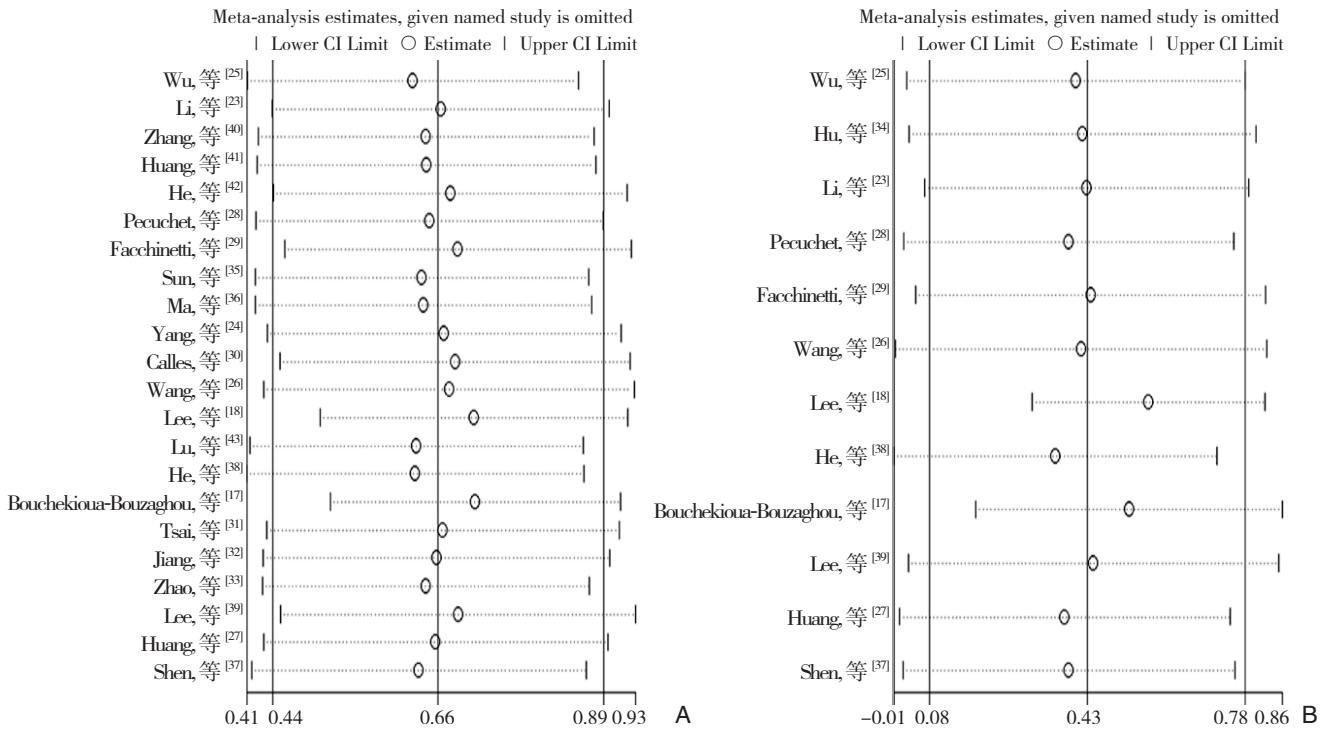 Meta-analysis estimates, given named study is omitted
| Lower CI Limit ○ Estimate | Upper CI Limit
Wu, 等 [25]
Li, 等 [23]
Zhang, 等 [40]
Huang, 等 [41]
He, 等 [42]
Pecuchet, 等 [28]
Facchinetti, 等 [29]
Sun, 等 [35]
Ma, 等 [36]
Yang, 等 [24]
Calles, 等 [30]
Wang, 等 [26]
Lee, 等 [18]
Lu, 等 [43]
He, 等 [38]
Bouchekioua-Bouzaghou, 等 [17]
Tsai, 等 [31]
Jiang, 等 [32]
Zhao, 等 [33]
Lee, 等 [39]
Huang, 等 [27]
Shen, 等 [37]
0.41 0.44 0.66 0.89 0.93 A
Meta-analysis estimates, given named study is omitted
| Lower CI Limit ○ Estimate | Upper CI Limit
Wu, 等 [25]
Hu, 等 [34]
Li, 等 [23]
Pecuchet, 等 [28]
Facchinetti, 等 [29]
Wang, 等 [26]
Lee, 等 [18]
He, 等 [38]
Bouchekioua-Bouzaghou, 等 [17]
Lee, 等 [39]
Huang, 等 [27]
Shen, 等 [37]
−0.01 0.08 0.43 0.78 0.86 B